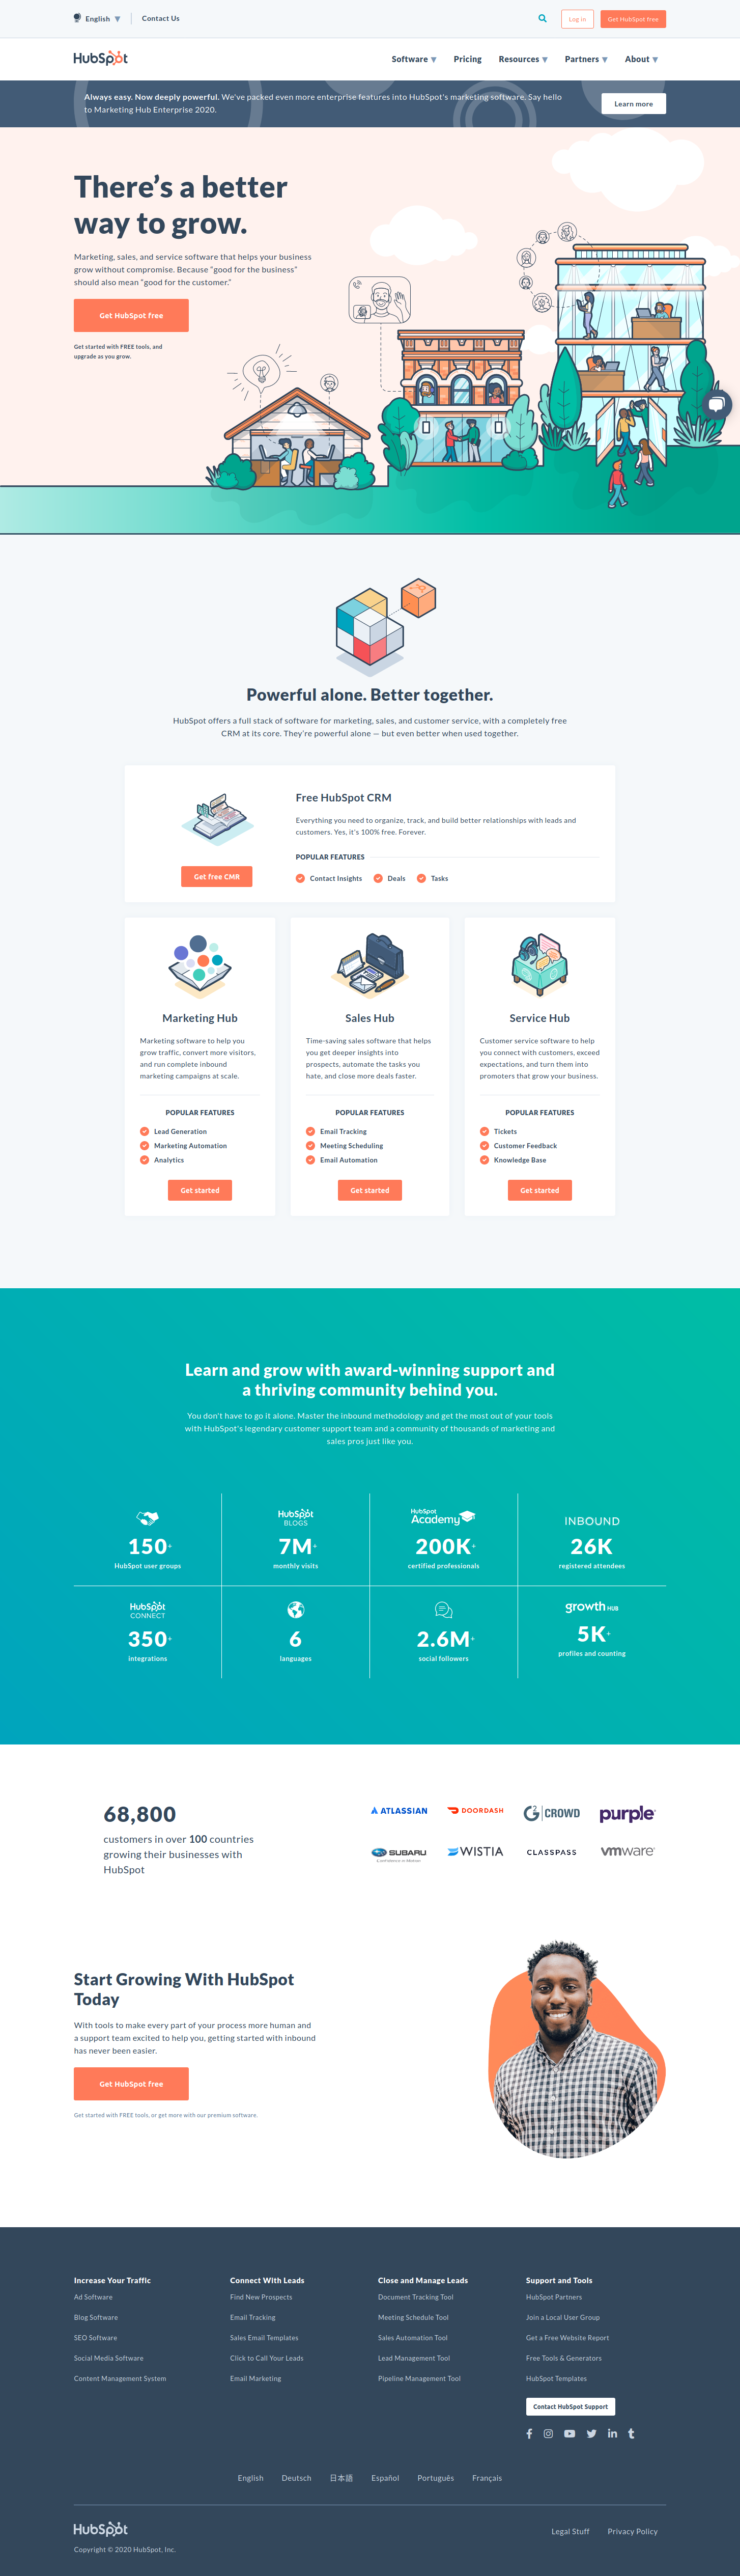 English
Contact Us
Log in
Get HubSpot free
HubSpot
Software
Pricing
Resources
Partners
About
Always easy. Now deeply powerful. We've packed even more enterprise features into HubSpot's marketing software. Say hello
to Marketing Hub Enterprise 2020.
Learn more
There's a better
way to grow.
Marketing, sales, and service software that helps your business
grow without compromise. Because "good for the business"
should also mean "good for the customer."
Get HubSpot free
Get started with FREE tools, and
upgrade as you grow.
Powerful alone. Better together.
HubSpot offers a full stack of software for marketing, sales, and customer service, with a completely free
CRM at its core. They're powerful alone — but even better when used together.
Free HubSpot CRM
Everything you need to organize, track, and build better relationships with leads and
customers. Yes, it's 100% free. Forever.
Get free CMR
POPULAR FEATURES
Contact Insights
Deals
Tasks
Marketing Hub
Marketing software to help you
grow traffic, convert more visitors,
and run complete inbound
marketing campaigns at scale.
POPULAR FEATURES
Lead Generation
Marketing Automation
Analytics
Get started
Sales Hub
Time-saving sales software that helps
you get deeper insights into
prospects, automate the tasks you
hate, and close more deals faster.
POPULAR FEATURES
Email Tracking
Meeting Scheduling
Email Automation
Get started
Service Hub
Customer service software to help
you connect with customers, exceed
expectations, and turn them into
promoters that grow your business.
POPULAR FEATURES
Tickets
Customer Feedback
Knowledge Base
Get started
Learn and grow with award-winning support and
a thriving community behind you.
You don't have to go it alone. Master the inbound methodology and get the most out of your tools
with HubSpot's legendary customer support team and a community of thousands of marketing and
sales pros just like you.
150+
HubSpot user groups
HubSpot
BLOGS
7M+
monthly visits
HubSpot
Academy
200K+
certified professionals
INBOUND
26K
registered attendees
HubSpot
CONNECT
350+
integrations
6
languages
2.6M+
social followers
growth HUB
5K+
profiles and counting
68,800
customers in over 100 countries
growing their businesses with
HubSpot
ATLASSIAN
DOORDASH
G2 CROWD
purple
SUBARU
WISTIA
CLASSPASS
vmware
Start Growing With HubSpot
Today
With tools to make every part of your process more human and
a support team excited to help you, getting started with inbound
has never been easier.
Get HubSpot free
Get started with FREE tools, or get more with our premium software.
Increase Your Traffic
Ad Software
Blog Software
SEO Software
Social Media Software
Content Management System
Connect With Leads
Find New Prospects
Email Tracking
Sales Email Templates
Click to Call Your Leads
Email Marketing
Close and Manage Leads
Document Tracking Tool
Meeting Schedule Tool
Sales Automation Tool
Lead Management Tool
Pipeline Management Tool
Support and Tools
HubSpot Partners
Join a Local User Group
Get a Free Website Report
Free Tools & Generators
HubSpot Templates
Contact HubSpot Support
English
Deutsch
日本語
Español
Português
Français
HubSpot
Copyright © 2020 HubSpot, Inc.
Legal Stuff
Privacy Policy